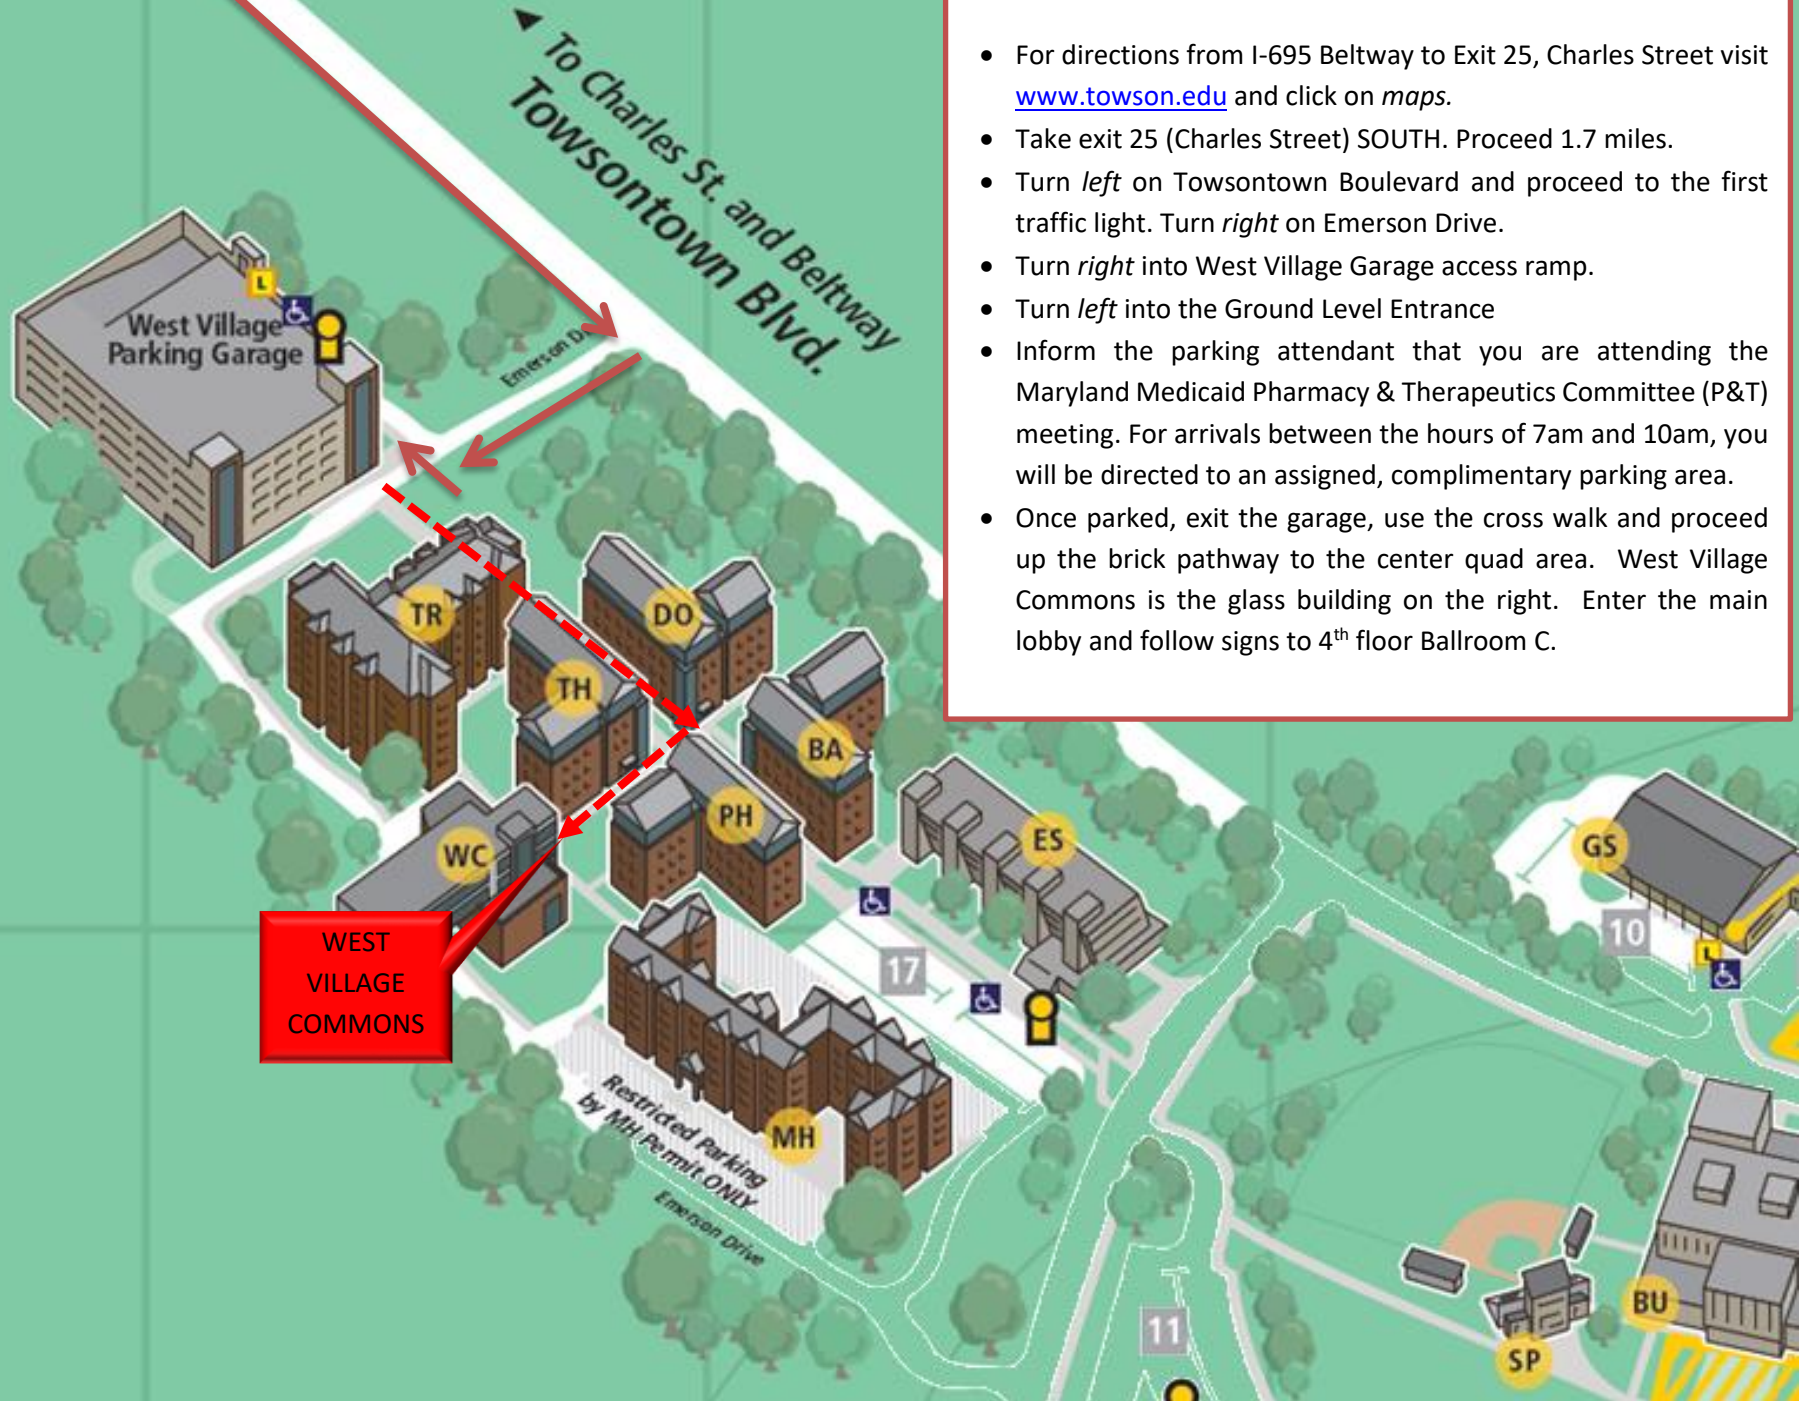 To Charles St. and Beltway
Towsontown Blvd.
• For directions from I-695 Beltway to Exit 25, Charles Street visit
www.towson.edu and click on maps.
• Take exit 25 (Charles Street) SOUTH. Proceed 1.7 miles.
• Turn left on Towsontown Boulevard and proceed to the first
traffic light. Turn right on Emerson Drive.
• Turn right into West Village Garage access ramp.
• Turn left into the Ground Level Entrance
• Inform the parking attendant that you are attending the
Maryland Medicaid Pharmacy & Therapeutics Committee (P&T)
meeting. For arrivals between the hours of 7am and 10am, you
will be directed to an assigned, complimentary parking area.
• Once parked, exit the garage, use the cross walk and proceed
up the brick pathway to the center quad area. West Village
Commons is the glass building on the right. Enter the main
lobby and follow signs to 4th floor Ballroom C.
L
West Village
Parking Garage
Emerson
TR
DO
TH
BA
PH
ES
WC
GS
10
L
17
WEST
VILLAGE
COMMONS
Restricted Parking
by MH Permit ONLY
MH
Emerson Drive
11
BU
SP